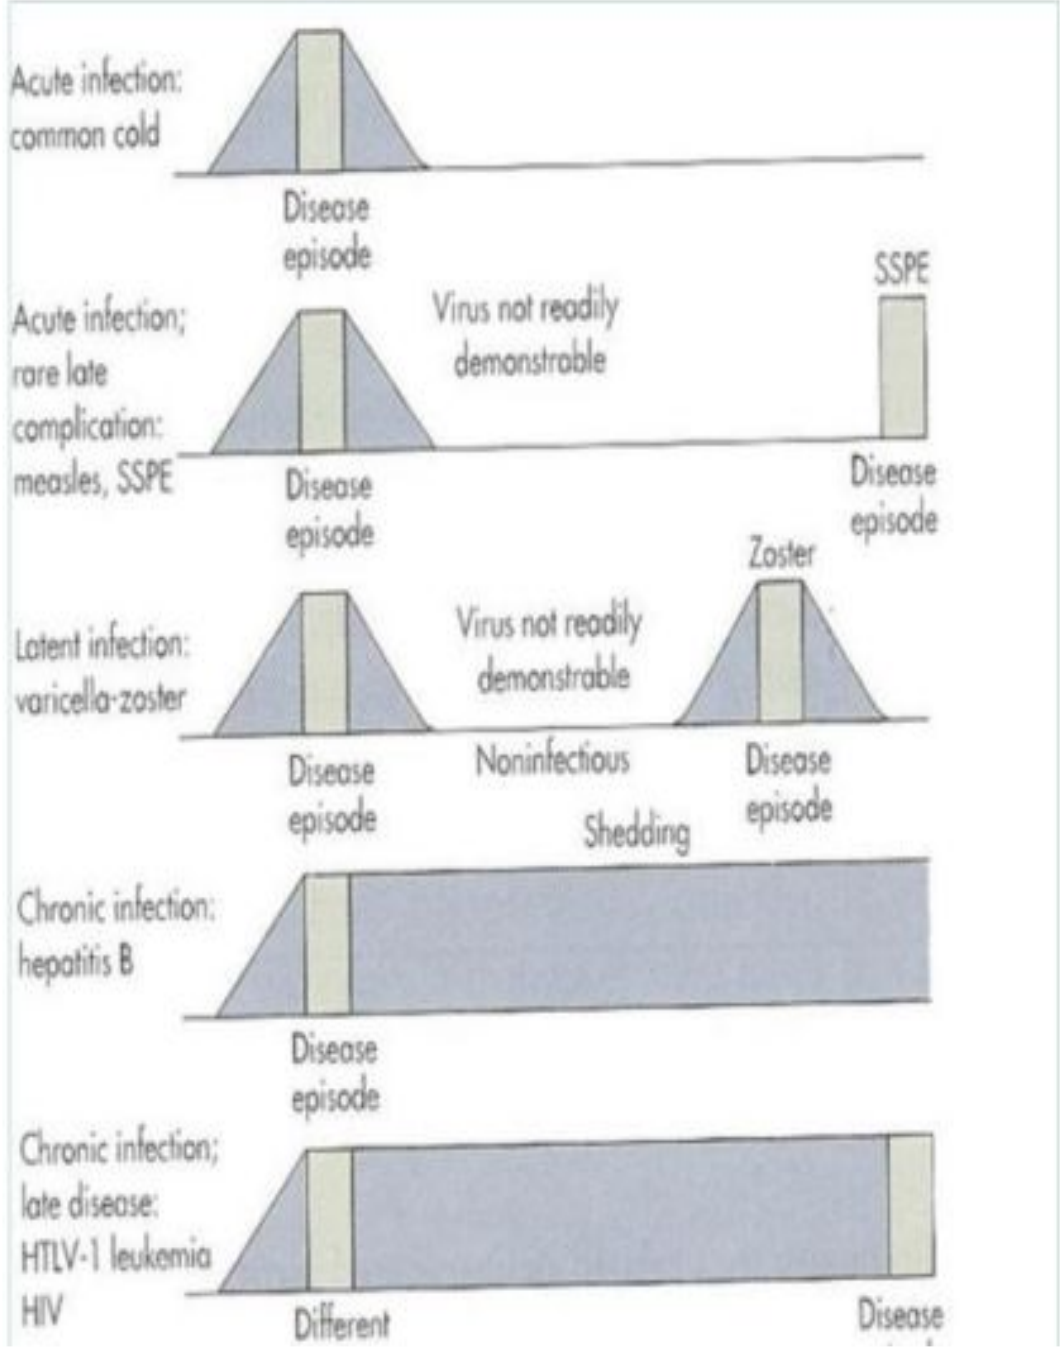 Acute infection:
common cold
Disease
episode
Acute infection;
rare late
complication:
measles, SSPE
Virus not readily
demonstrable
SSPE
Disease
episode
Disease
episode
Latent infection:
varicella-zoster
Virus not readily
demonstrable
Zoster
Noninfectious
Disease
episode
Disease
episode
Chronic infection:
hepatitis B
Shedding
Disease
episode
Chronic infection;
late disease:
HTLV-1 leukemia
HIV
Different
Disease